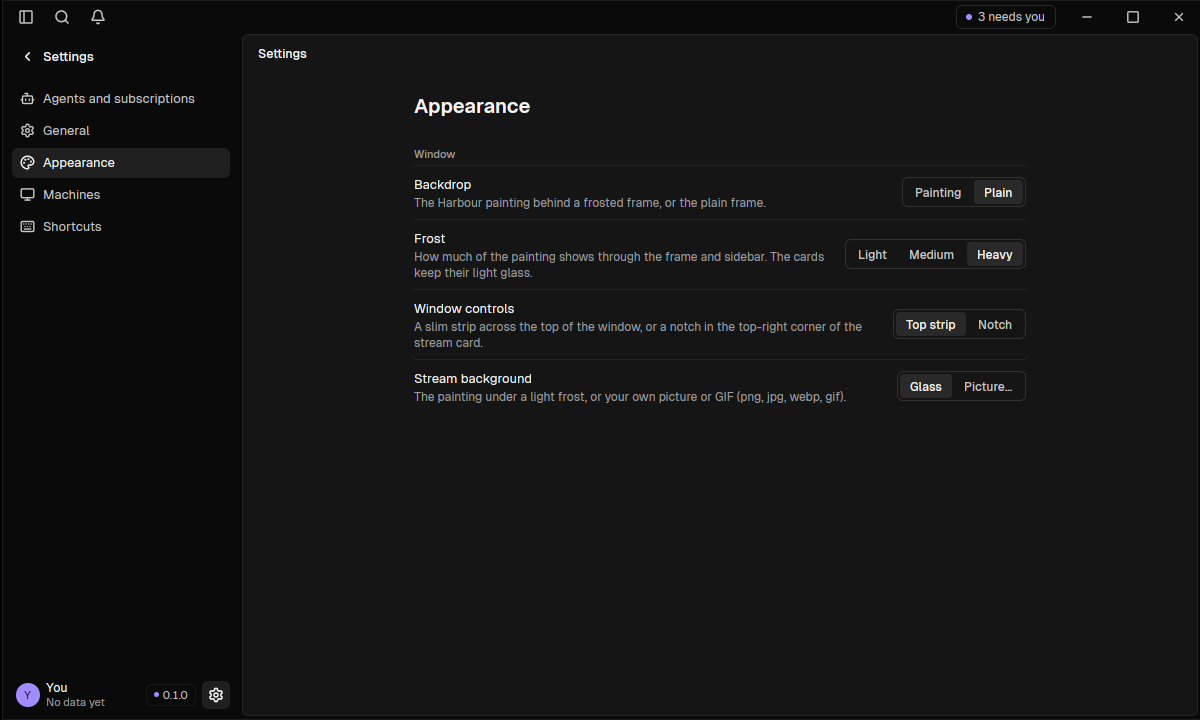 3 needs you
Settings
Agents and subscriptions
General
Appearance
Machines
Shortcuts
Settings
Appearance
Window
Backdrop
The Harbour painting behind a frosted frame, or the plain frame.
Painting Plain
Frost
How much of the painting shows through the frame and sidebar. The cards
keep their light glass.
Light Medium Heavy
Window controls
A slim strip across the top of the window, or a notch in the top-right corner of the
stream card.
Top strip Notch
Stream background
The painting under a light frost, or your own picture or GIF (png, jpg, webp, gif).
Glass Picture...
Y
You
No data yet
0.1.0